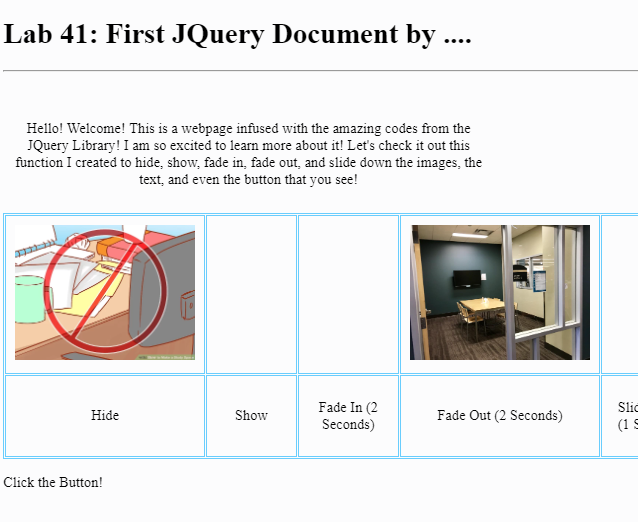 Lab 41: First JQuery Document by ....
Hello! Welcome! This is a webpage infused with the amazing codes from the
JQuery Library! I am so excited to learn more about it! Let's check it out this
function I created to hide, show, fade in, fade out, and slide down the images, the
text, and even the button that you see!
Hide
Show
Fade In (2
Seconds)
Fade Out (2 Seconds)
Slid
(1 S
Click the Button!